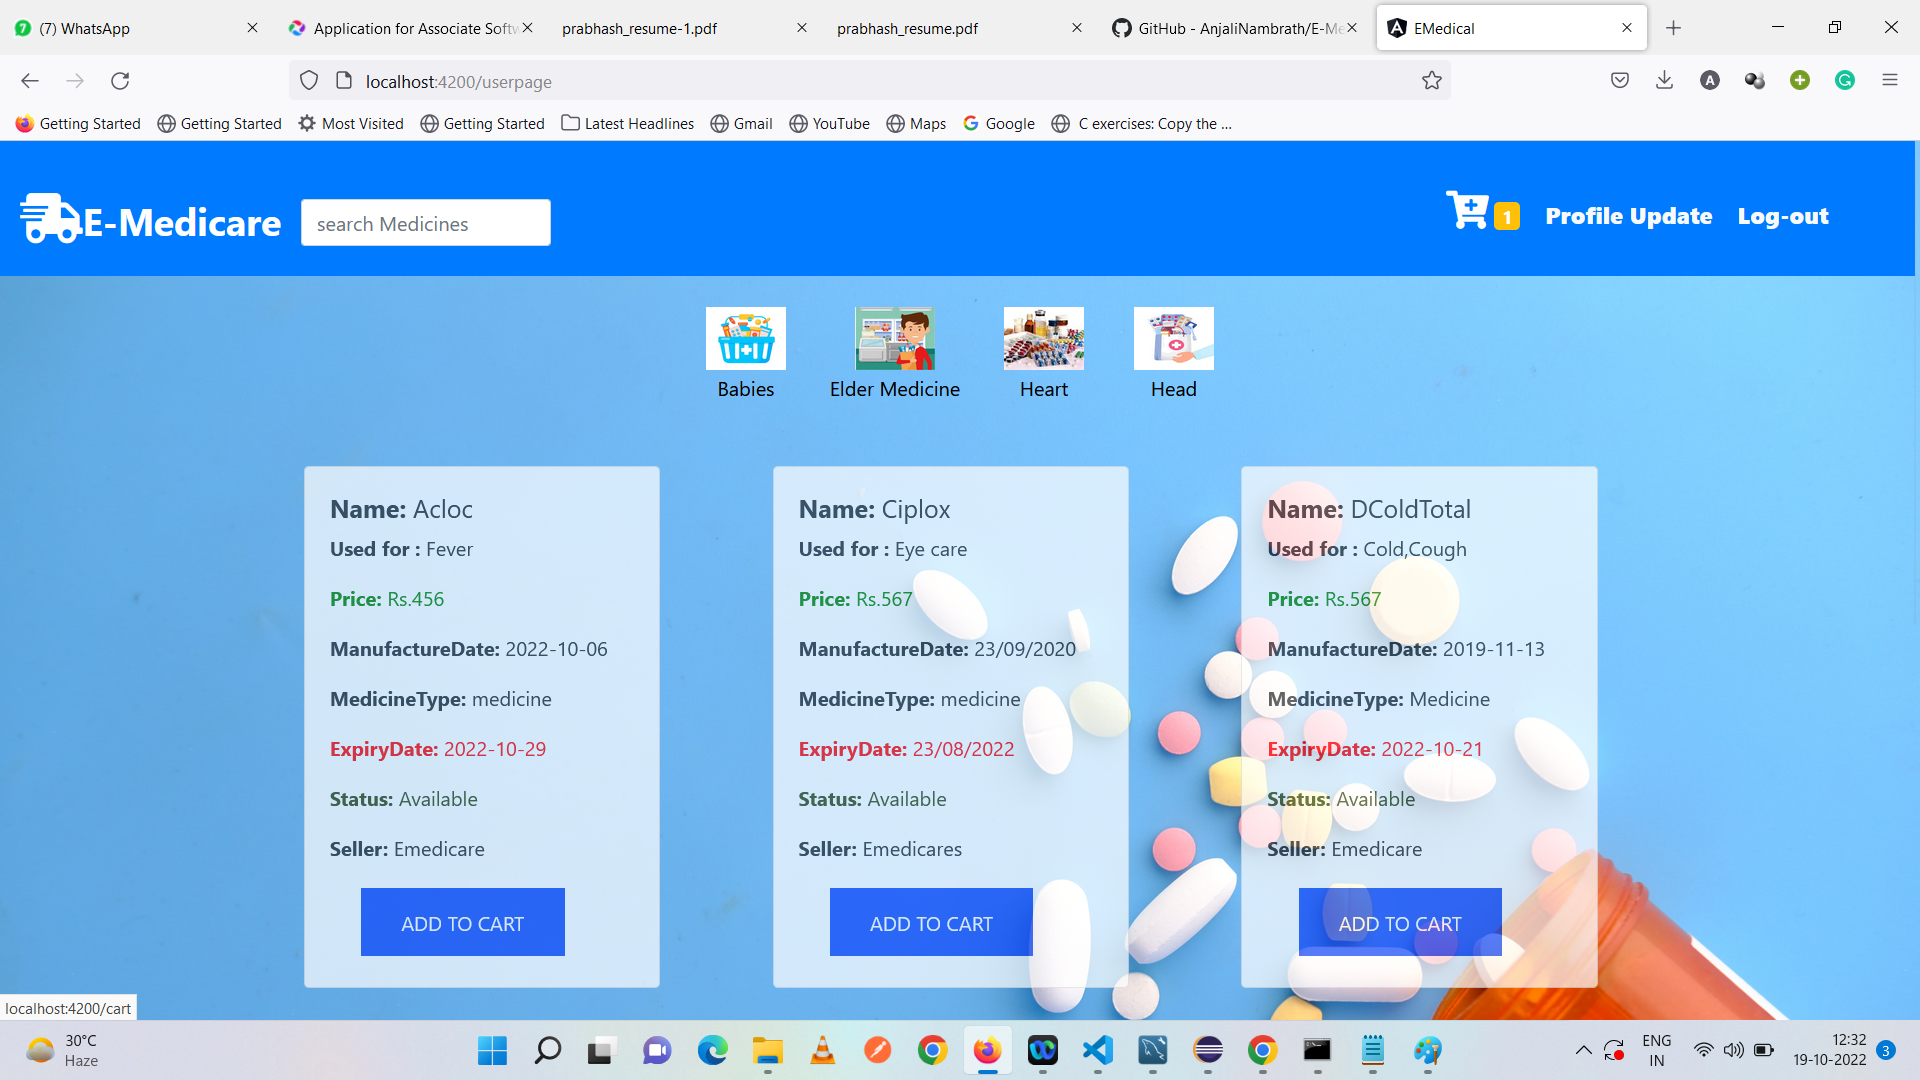 (7) WhatsApp
Application for Associate Softw
prabhash_resume-1.pdf
prabhash_resume.pdf
GitHub - AnjaliNambrath/E-Me
EMedical
localhost:4200/userpage
Getting Started
Getting Started
Most Visited
Getting Started
Latest Headlines
Gmail
YouTube
Maps
Google
C exercises: Copy the ...
E-Medicare
search Medicines
1
Profile Update
Log-out
Babies
Elder Medicine
Heart
Head
Name: Acloc
Used for : Fever
Price: Rs.456
ManufactureDate: 2022-10-06
MedicineType: medicine
ExpiryDate: 2022-10-29
Status: Available
Seller: Emedicare
ADD TO CART
Name: Ciplox
Used for : Eye care
Price: Rs.567
ManufactureDate: 23/09/2020
MedicineType: medicine
ExpiryDate: 23/08/2022
Status: Available
Seller: Emedicares
ADD TO CART
Name: DColdTotal
Used for : Cold,Cough
Price: Rs.567
ManufactureDate: 2019-11-13
MedicineType: Medicine
ExpiryDate: 2022-10-21
Status: Available
Seller: Emedicare
ADD TO CART
localhost:4200/cart
30°C
Haze
ENG
IN
12:32
19-10-2022
3